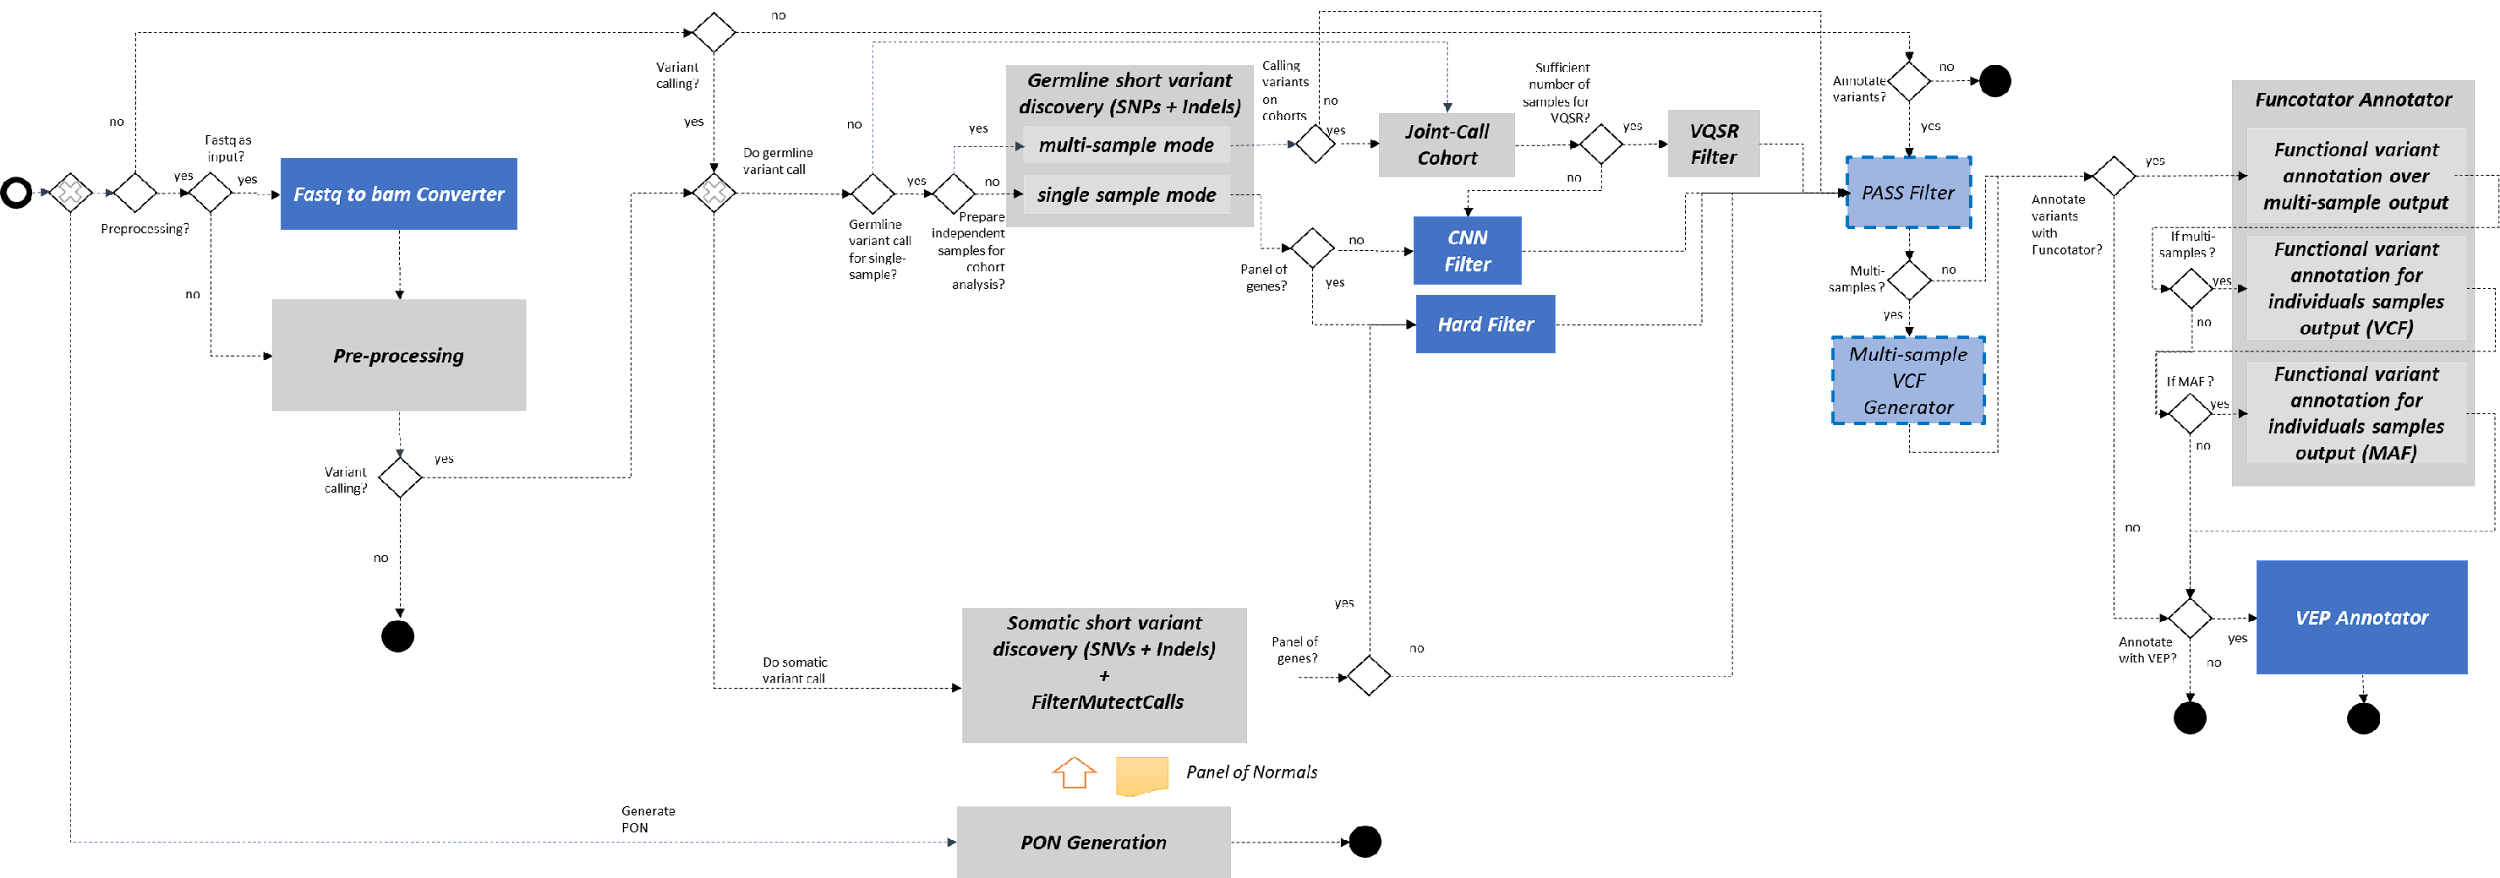 no
Variant
calling?
yes
no
Fastq as
input?
yes
yes
Preprocessing?
no
Fastq to bam Converter
Pre-processing
Variant
calling?
yes
no
Do germline
variant call
no
yes
Germline
variant call
for single-
sample?
yes
no
Prepare
independent
samples for
cohort
analysis?
Germline short variant
discovery (SNPs + Indels)
multi-sample mode
single sample mode
Calling
variants
on
cohorts
no
yes
Joint-Call
Cohort
Sufficient
number of
samples for
VQSR?
yes
no
VQSR
Filter
Panel of
genes?
no
yes
CNN
Filter
Hard Filter
Do somatic
variant call
Somatic short variant
discovery (SNVs + Indels)
+
FilterMutectCalls
Panel of
genes?
yes
no
Panel of Normals
Generate
PON
PON Generation
Annotate
variants?
no
yes
PASS Filter
Multi-
samples?
no
yes
Multi-sample
VCF
Generator
yes
Annotate
variants
with
Funcotator?
no
Funcotator Annotator
Functional variant
annotation over
multi-sample output
If multi-
samples?
yes
no
Functional variant
annotation for
individuals samples
output (VCF)
If MAF?
yes
no
Functional variant
annotation for
individuals samples
output (MAF)
Annotate
with VEP?
yes
no
VEP Annotator